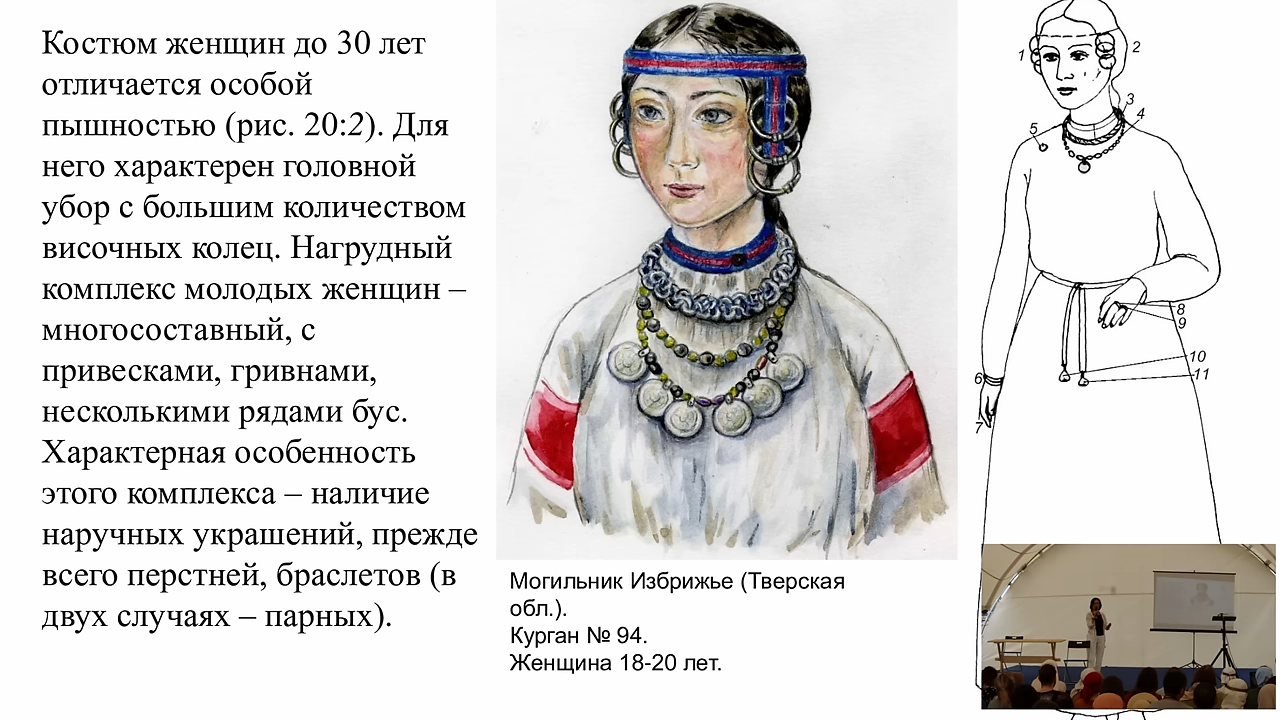 Костюм женщин до 30 лет
отличается особой
пышностью (рис. 20:2). Для
него характерен головной
убор с большим количеством
височных колец. Нагрудный
комплекс молодых женщин –
многосоставный, с
привесками, гривнами,
несколькими рядами бус.
Характерная особенность
этого комплекса – наличие
наручных украшений, прежде
всего перстней, браслетов (в
двух случаях – парных).
Могильник Избрижье (Тверская
обл.).
Курган № 94.
Женщина 18-20 лет.
1
2
3
4
5
6
7
8
9
10
11